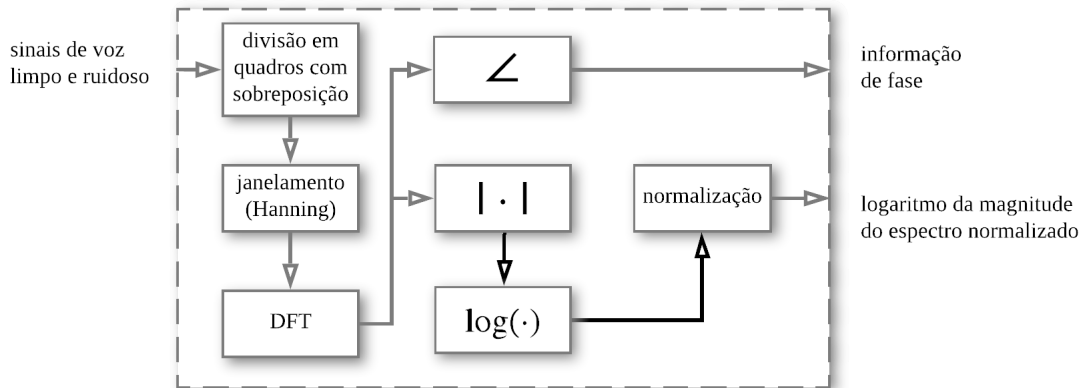 sinais de voz
limpo e ruidoso
divisão em
quadros com
sobreposição
janelamento
(Hanning)
DFT
∠
| · |
log(·)
normalização
informação
de fase
logaritmo da magnitude
do espectro normalizado